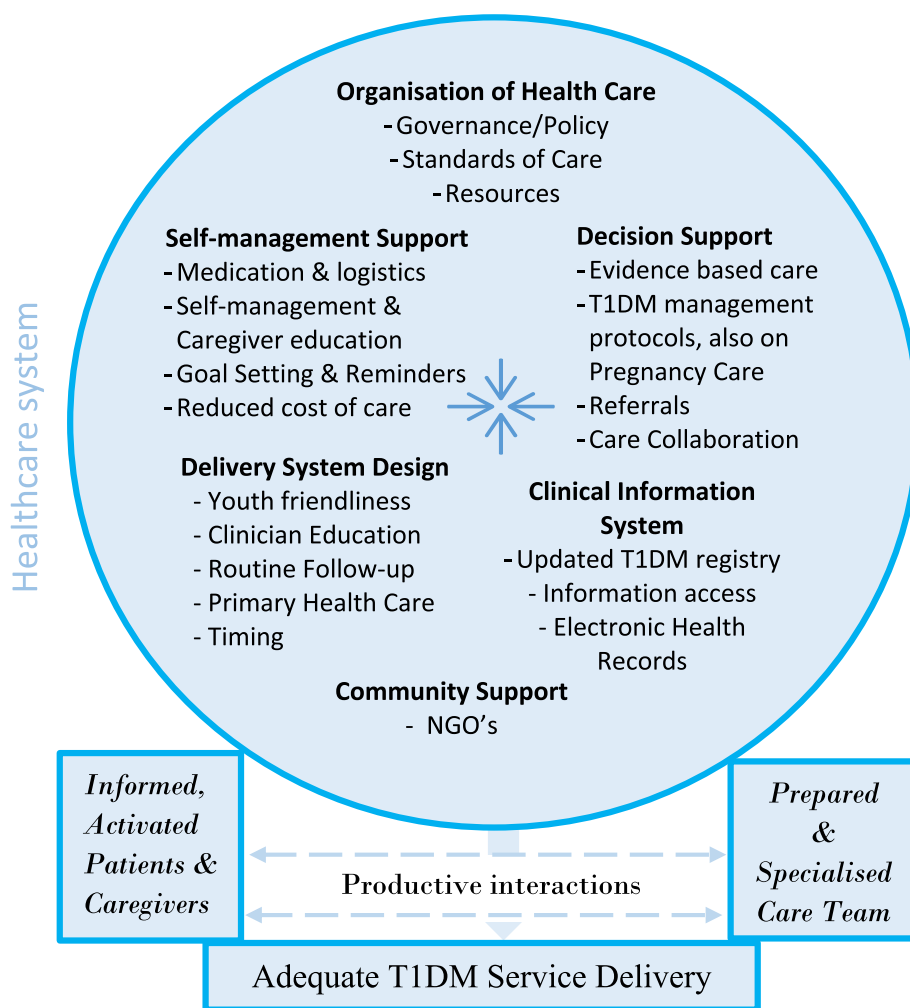 Healthcare system
Organisation of Health Care
-Governance/Policy
-Standards of Care
-Resources
Self-management Support
-Medication & logistics
-Self-management &
Caregiver education
-Goal Setting & Reminders
-Reduced cost of care
Decision Support
-Evidence based care
-T1DM management
protocols, also on
Pregnancy Care
-Referrals
-Care Collaboration
Delivery System Design
- Youth friendliness
- Clinician Education
- Routine Follow-up
- Primary Health Care
- Timing
Clinical Information
System
-Updated T1DM registry
- Information access
- Electronic Health
Records
Community Support
- NGO's
Informed,
Activated
Patients &
Caregivers
Productive interactions
Prepared
&
Specialised
Care Team
Adequate T1DM Service Delivery